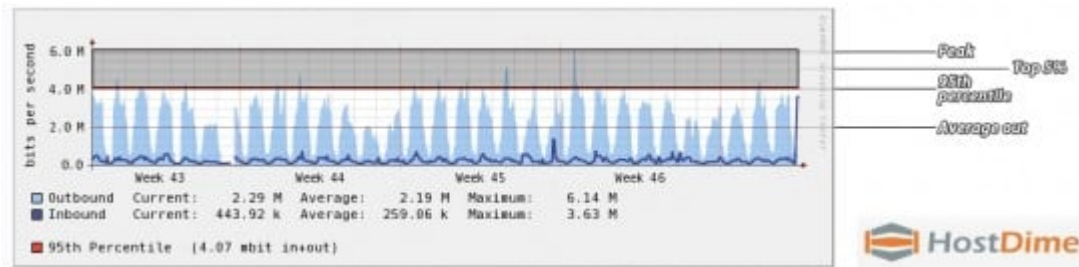 bits per second
6.0 M
4.0 M
2.0 M
0.0
Week 43 Week 44 Week 45 Week 46
Outbound Current: 2.29 M Average: 2.19 M Maximum: 6.14 M
Inbound Current: 443.92 k Average: 259.06 k Maximum: 3.63 M
95th Percentile (4.07 mbit in+out)
Peak
Top 5%
95th
percentile
Average out
HostDime